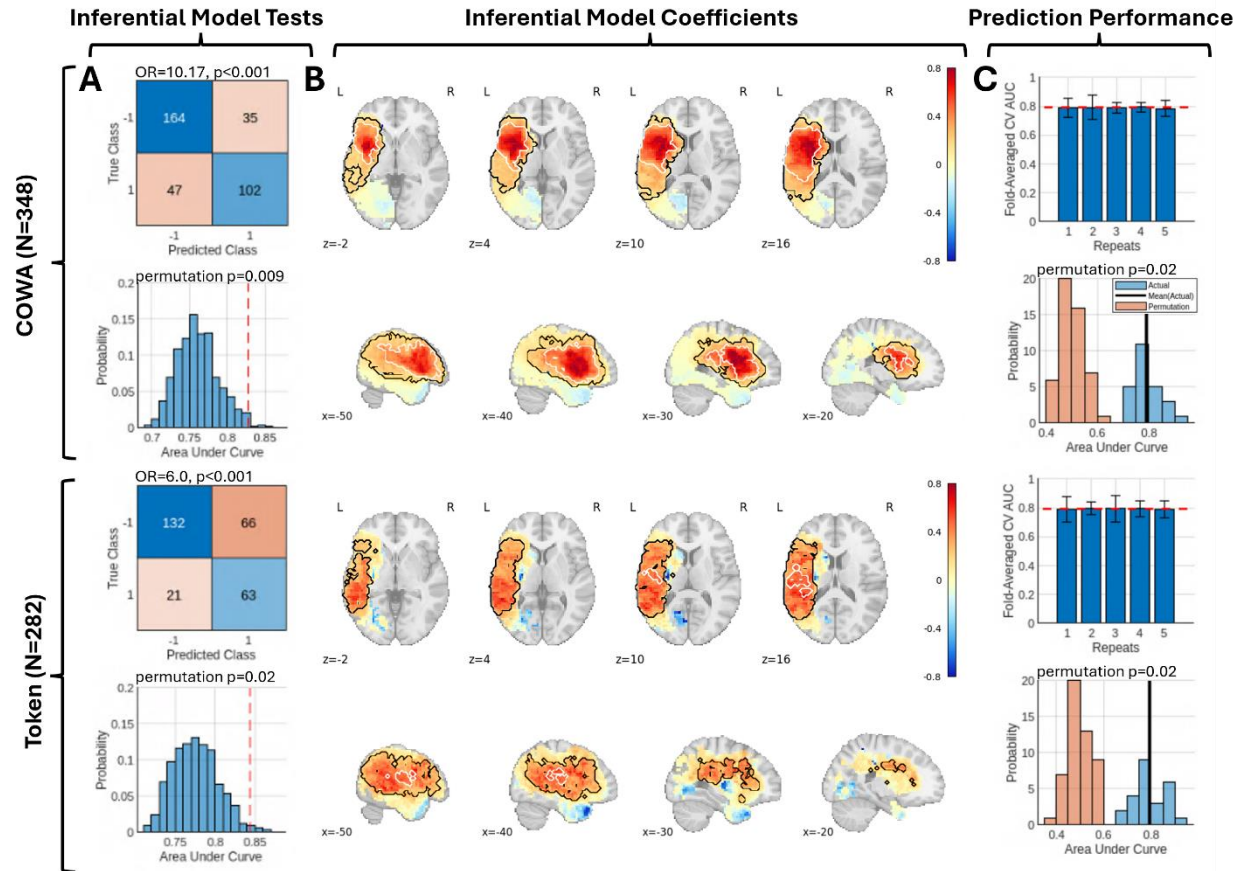 Inferential Model Tests
Inferential Model Coefficients
Prediction Performance
COWA (N=348)
A
OR=10.17, p<0.001
True Class
-1
1
164
35
47
102
-1
1
Predicted Class
permutation p=0.009
Probability
0.2
0.15
0.1
0.05
0
0.7
0.75
0.8
0.85
Area Under Curve
B
L
R
L
R
0.8
0.4
0
-0.4
-0.8
z=-2
z=4
z=10
z=16
x=-50
x=-40
x=-30
x=-20
C
Fold-Averaged CV AUC
1
0.8
0.6
0.4
0.2
0
1
2
3
4
5
Repeats
permutation p=0.02
Actual
Mean(Actual)
Permutation
Probability
20
15
10
5
0
0.4
0.6
0.8
Area Under Curve
Token (N=282)
OR=6.0, p<0.001
True Class
-1
1
132
66
21
63
-1
1
Predicted Class
permutation p=0.02
Probability
0.2
0.15
0.1
0.05
0
0.75
0.8
0.85
Area Under Curve
L
R
L
R
0.8
0.4
0
-0.4
-0.8
z=-2
z=4
z=10
z=16
x=-50
x=-40
x=-30
x=-20
Fold-Averaged CV AUC
1
0.8
0.6
0.4
0.2
0
1
2
3
4
5
Repeats
permutation p=0.02
Probability
20
15
10
5
0
0.4
0.6
0.8
Area Under Curve